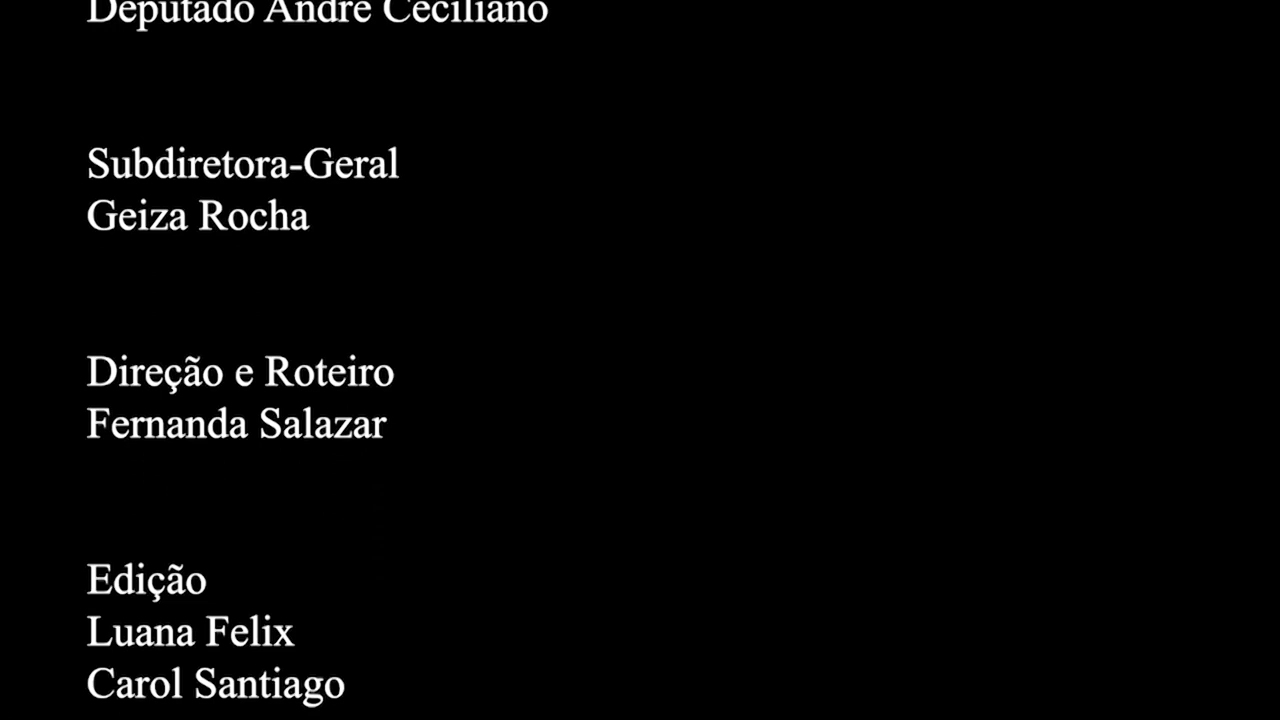 Deputado André Ceciliano
Subdiretora-Geral
Geiza Rocha
Direção e Roteiro
Fernanda Salazar
Edição
Luana Felix
Carol Santiago